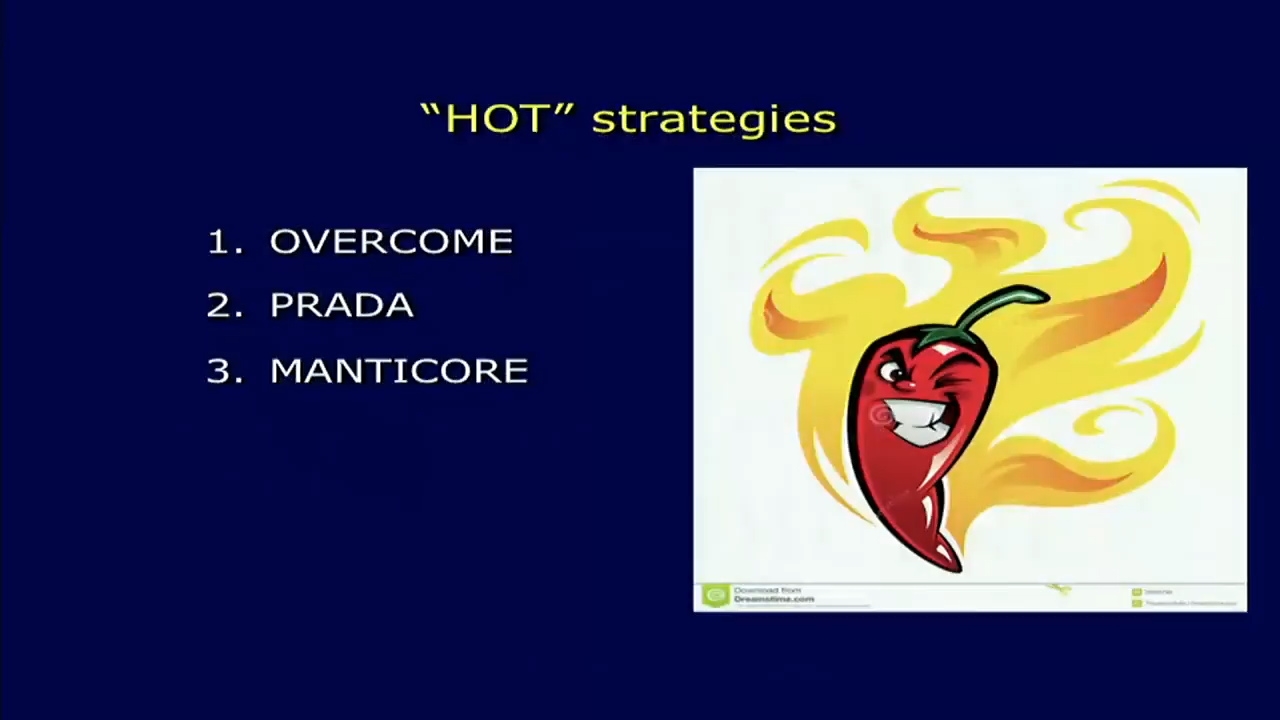 “HOT” strategies
1. OVERCOME
2. PRADA
3. MANTICORE
Download from
Dreamstime.com